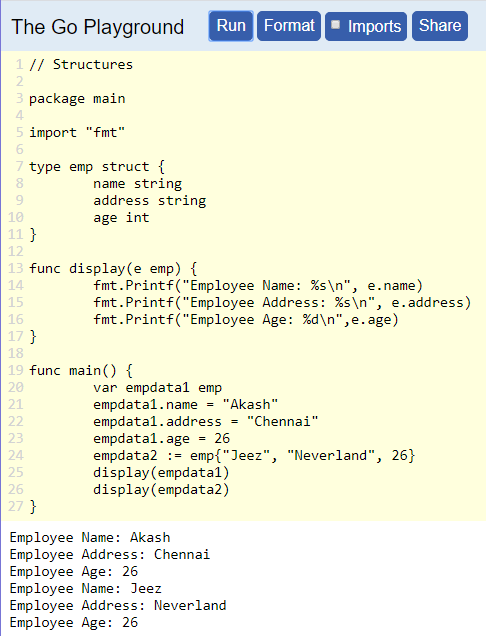 The Go Playground Run Format Imports Share
1 // Structures
2
3 package main
4
5 import "fmt"
6
7 type emp struct {
8         name string
9         address string
10         age int
11 }
12
13 func display(e emp) {
14         fmt.Printf("Employee Name: %s\n", e.name)
15         fmt.Printf("Employee Address: %s\n", e.address)
16         fmt.Printf("Employee Age: %d\n",e.age)
17 }
18
19 func main() {
20         var empdata1 emp
21         empdata1.name = "Akash"
22         empdata1.address = "Chennai"
23         empdata1.age = 26
24         empdata2 := emp{"Jeez", "Neverland", 26}
25         display(empdata1)
26         display(empdata2)
27 }
Employee Name: Akash
Employee Address: Chennai
Employee Age: 26
Employee Name: Jeez
Employee Address: Neverland
Employee Age: 26